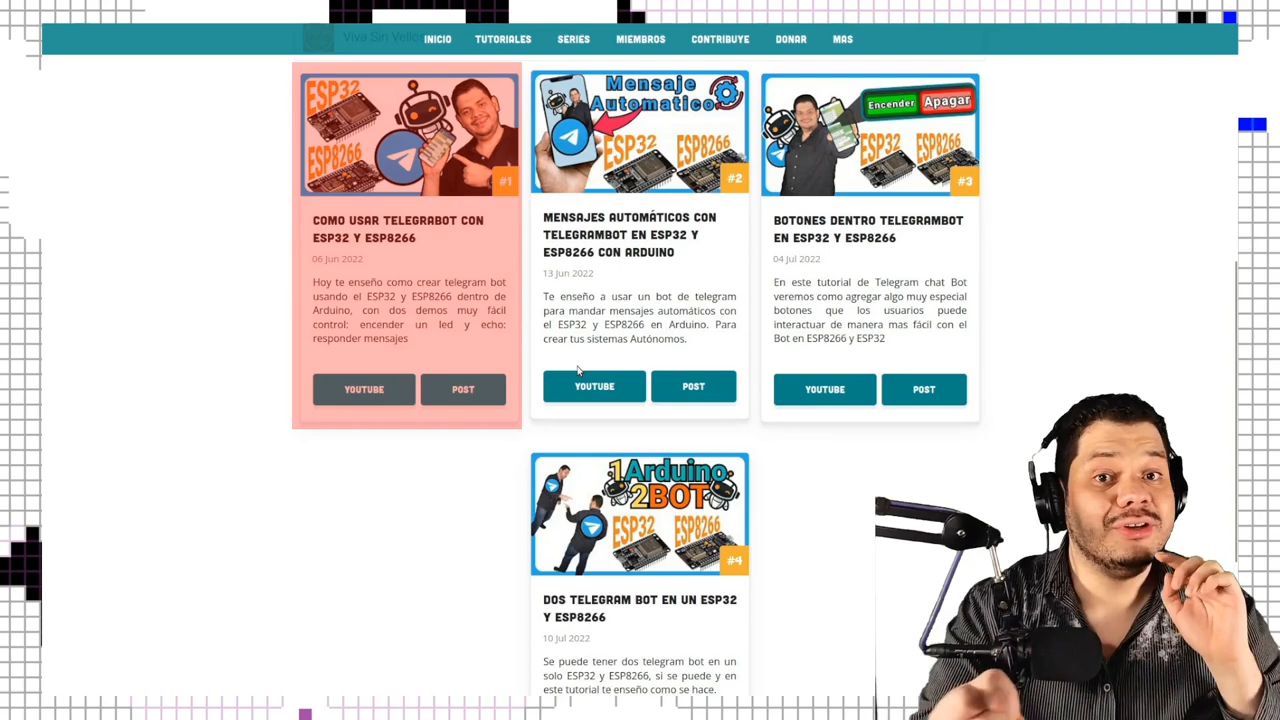 Viva Sin Vello
INICIO TUTORIALES SERIES MIEMBROS CONTRIBUYE DONAR MAS
ESP32
ESP8266
#1
COMO USAR TELEGRABOT CON
ESP32 Y ESP8266
06 Jun 2022
Hoy te enseño como crear telegram bot
usando el ESP32 y ESP8266 dentro de
Arduino, con dos demos muy fácil
control: encender un led y echo:
responder mensajes
YOUTUBE POST
Mensaje
Automatico
ESP32 ESP8266
#2
MENSAJES AUTOMÁTICOS CON
TELEGRAMBOT EN ESP32 Y
ESP8266 CON ARDUINO
13 Jun 2022
Te enseño a usar un bot de telegram
para mandar mensajes automáticos con
el ESP32 y ESP8266 en Arduino. Para
crear tus sistemas Autónomos.
YOUTUBE POST
Encender Apagar
ESP32 ESP8266
#3
BOTONES DENTRO TELEGRAMBOT
EN ESP32 Y ESP8266
04 Jul 2022
En este tutorial de Telegram chat Bot
veremos como agregar algo muy especial
botones que los usuarios puede
interactuar de manera mas fácil con el
Bot en ESP8266 y ESP32
YOUTUBE POST
1Arduino
2BOT
ESP32 ESP8266
#4
DOS TELEGRAM BOT EN UN ESP32
Y ESP8266
10 Jul 2022
Se puede tener dos telegram bot en un
solo ESP32 y ESP8266, si se puede y en
este tutorial te enseño como se hace.